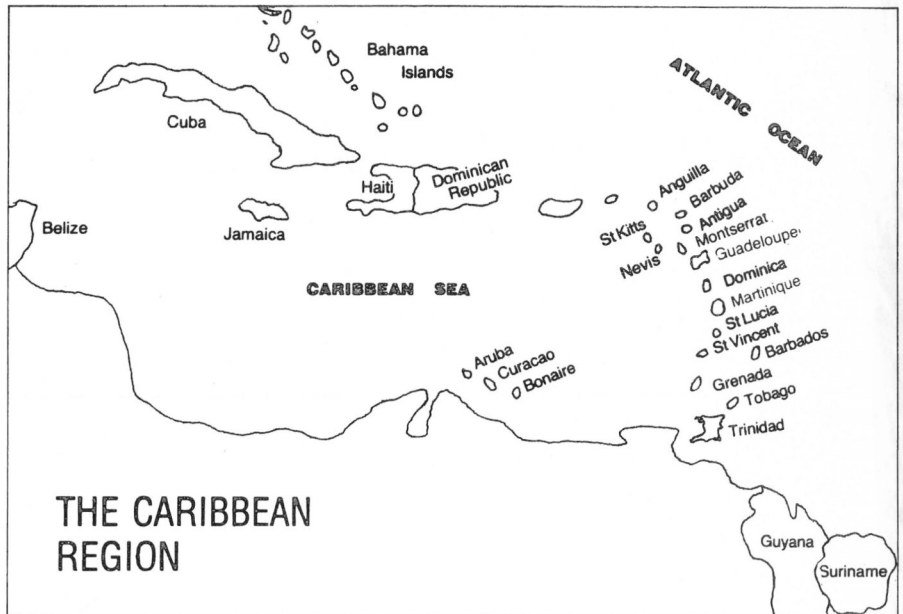 Bahama
Islands
ATLANTIC OCEAN
Cuba
Haiti
Dominican
Republic
Anguilla
Barbuda
Antigua
St Kitts
Montserrat
Nevis
Guadeloupe
Belize
Jamaica
CARIBBEAN SEA
Dominica
Martinique
St Lucia
St Vincent
Barbados
Aruba
Curacao
Bonaire
Grenada
Tobago
Trinidad
THE CARIBBEAN
REGION
Guyana
Suriname